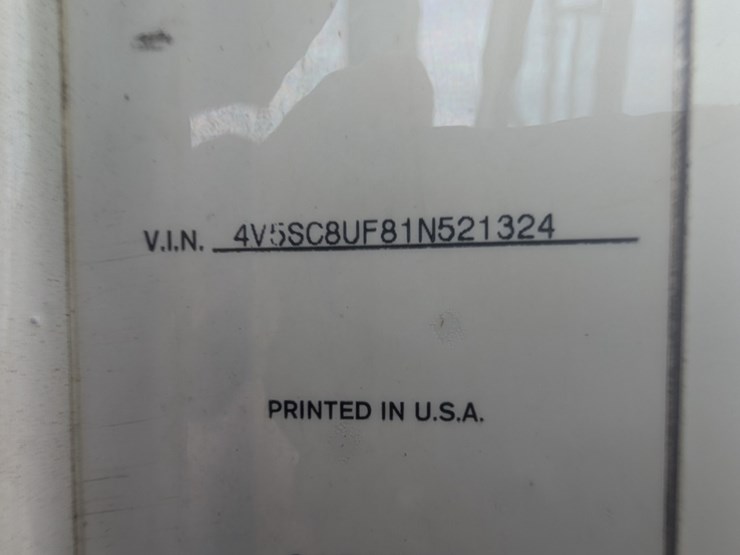 V.I.N. 4V5SC8UF81N521324
PRINTED IN U.S.A.